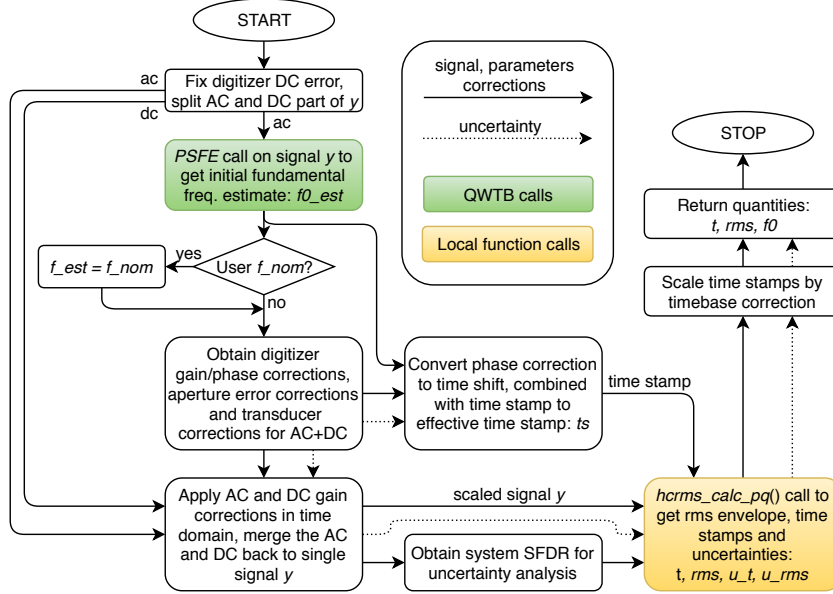 START
ac
dc
Fix digitizer DC error,
split AC and DC part of y
ac
PSFE call on signal y to
get initial fundamental
freq. estimate: f0_est
yes
f_est = f_nom
User f_nom?
no
Obtain digitizer
gain/phase corrections,
aperture error corrections
and transducer
corrections for AC+DC
Convert phase correction
to time shift, combined
with time stamp to
effective time stamp: ts
time stamp
Apply AC and DC gain
corrections in time
domain, merge the AC
and DC back to single
signal y
scaled signal y
Obtain system SFDR for
uncertainty analysis
hcrms_calc_pq() call to
get rms envelope, time
stamps and
uncertainties:
t, rms, u_t, u_rms
Scale time stamps by
timebase correction
Return quantities:
t, rms, f0
STOP
signal, parameters
corrections
uncertainty
QWTB calls
Local function calls